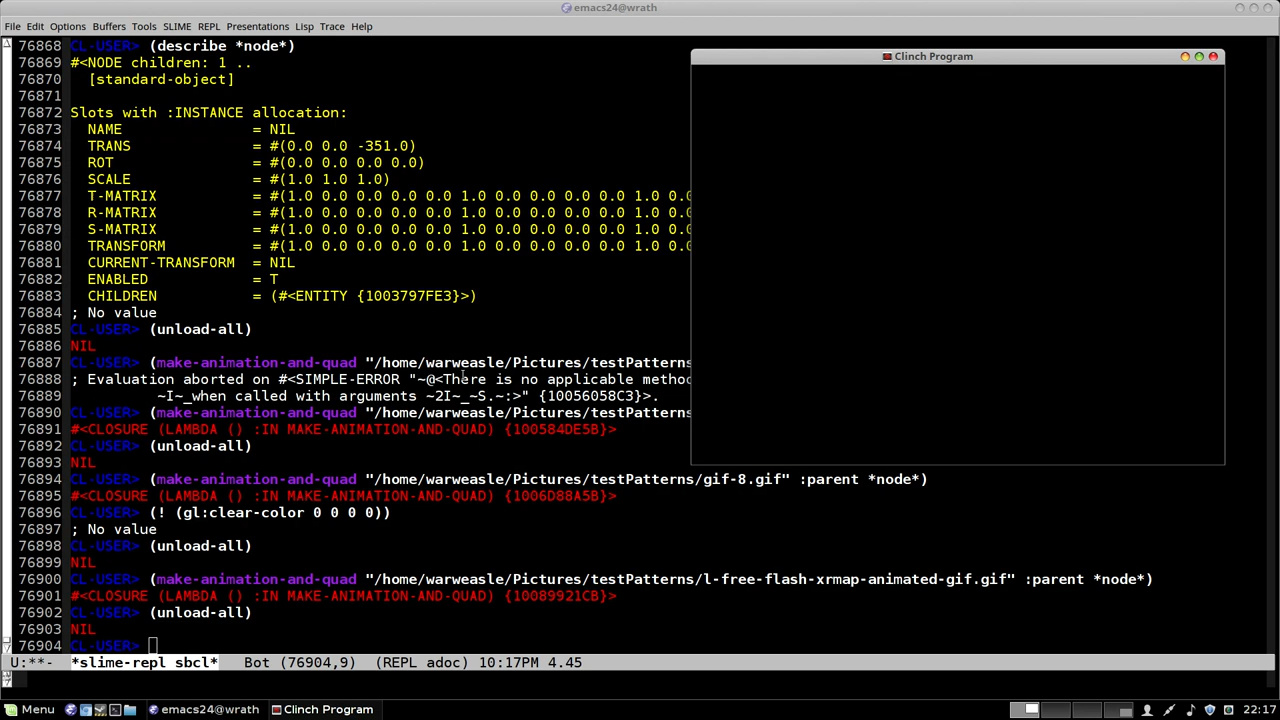 emacs24@wrath
File Edit Options Buffers Tools SLIME REPL Presentations Lisp Trace Help
Clinch Program
76868 CL-USER> (describe *node*)
76869 #<NODE children: 1 ..
76870 [standard-object]
76871
76872 Slots with :INSTANCE allocation:
76873 NAME = NIL
76874 TRANS = #(0.0 0.0 -351.0)
76875 ROT = #(0.0 0.0 0.0 0.0)
76876 SCALE = #(1.0 1.0 1.0)
76877 T-MATRIX = #(1.0 0.0 0.0 0.0 0.0 1.0 0.0 0.0 0.0 0.0 1.0 0.0
76878 R-MATRIX = #(1.0 0.0 0.0 0.0 0.0 1.0 0.0 0.0 0.0 0.0 1.0 0.0
76879 S-MATRIX = #(1.0 0.0 0.0 0.0 0.0 1.0 0.0 0.0 0.0 0.0 1.0 0.0
76880 TRANSFORM = #(1.0 0.0 0.0 0.0 0.0 1.0 0.0 0.0 0.0 0.0 1.0 0.0
76881 CURRENT-TRANSFORM = NIL
76882 ENABLED = T
76883 CHILDREN = (#<ENTITY {1003797FE3}>)
76884 ; No value
76885 CL-USER> (unload-all)
76886 NIL
76887 CL-USER> (make-animation-and-quad "/home/warweasle/Pictures/testPatterns
76888 ; Evaluation aborted on #<SIMPLE-ERROR "~@<There is no applicable method
76889 ~I~_when called with arguments ~2I~_~S.~:>" {10056058C3}>.
76890 CL-USER> (make-animation-and-quad "/home/warweasle/Pictures/testPatterns
76891 #<CLOSURE (LAMBDA () :IN MAKE-ANIMATION-AND-QUAD) {100584DE5B}>
76892 CL-USER> (unload-all)
76893 NIL
76894 CL-USER> (make-animation-and-quad "/home/warweasle/Pictures/testPatterns/gif-8.gif" :parent *node*)
76895 #<CLOSURE (LAMBDA () :IN MAKE-ANIMATION-AND-QUAD) {1006D88A5B}>
76896 CL-USER> (! (gl:clear-color 0 0 0 0))
76897 ; No value
76898 CL-USER> (unload-all)
76899 NIL
76900 CL-USER> (make-animation-and-quad "/home/warweasle/Pictures/testPatterns/l-free-flash-xrmap-animated-gif.gif" :parent *node*)
76901 #<CLOSURE (LAMBDA () :IN MAKE-ANIMATION-AND-QUAD) {10089921CB}>
76902 CL-USER> (unload-all)
76903 NIL
76904 CL-USER>
U:**- *slime-repl sbcl* Bot (76904,9) (REPL adoc) 10:17PM 4.45
Menu emacs24@wrath Clinch Program 22:17